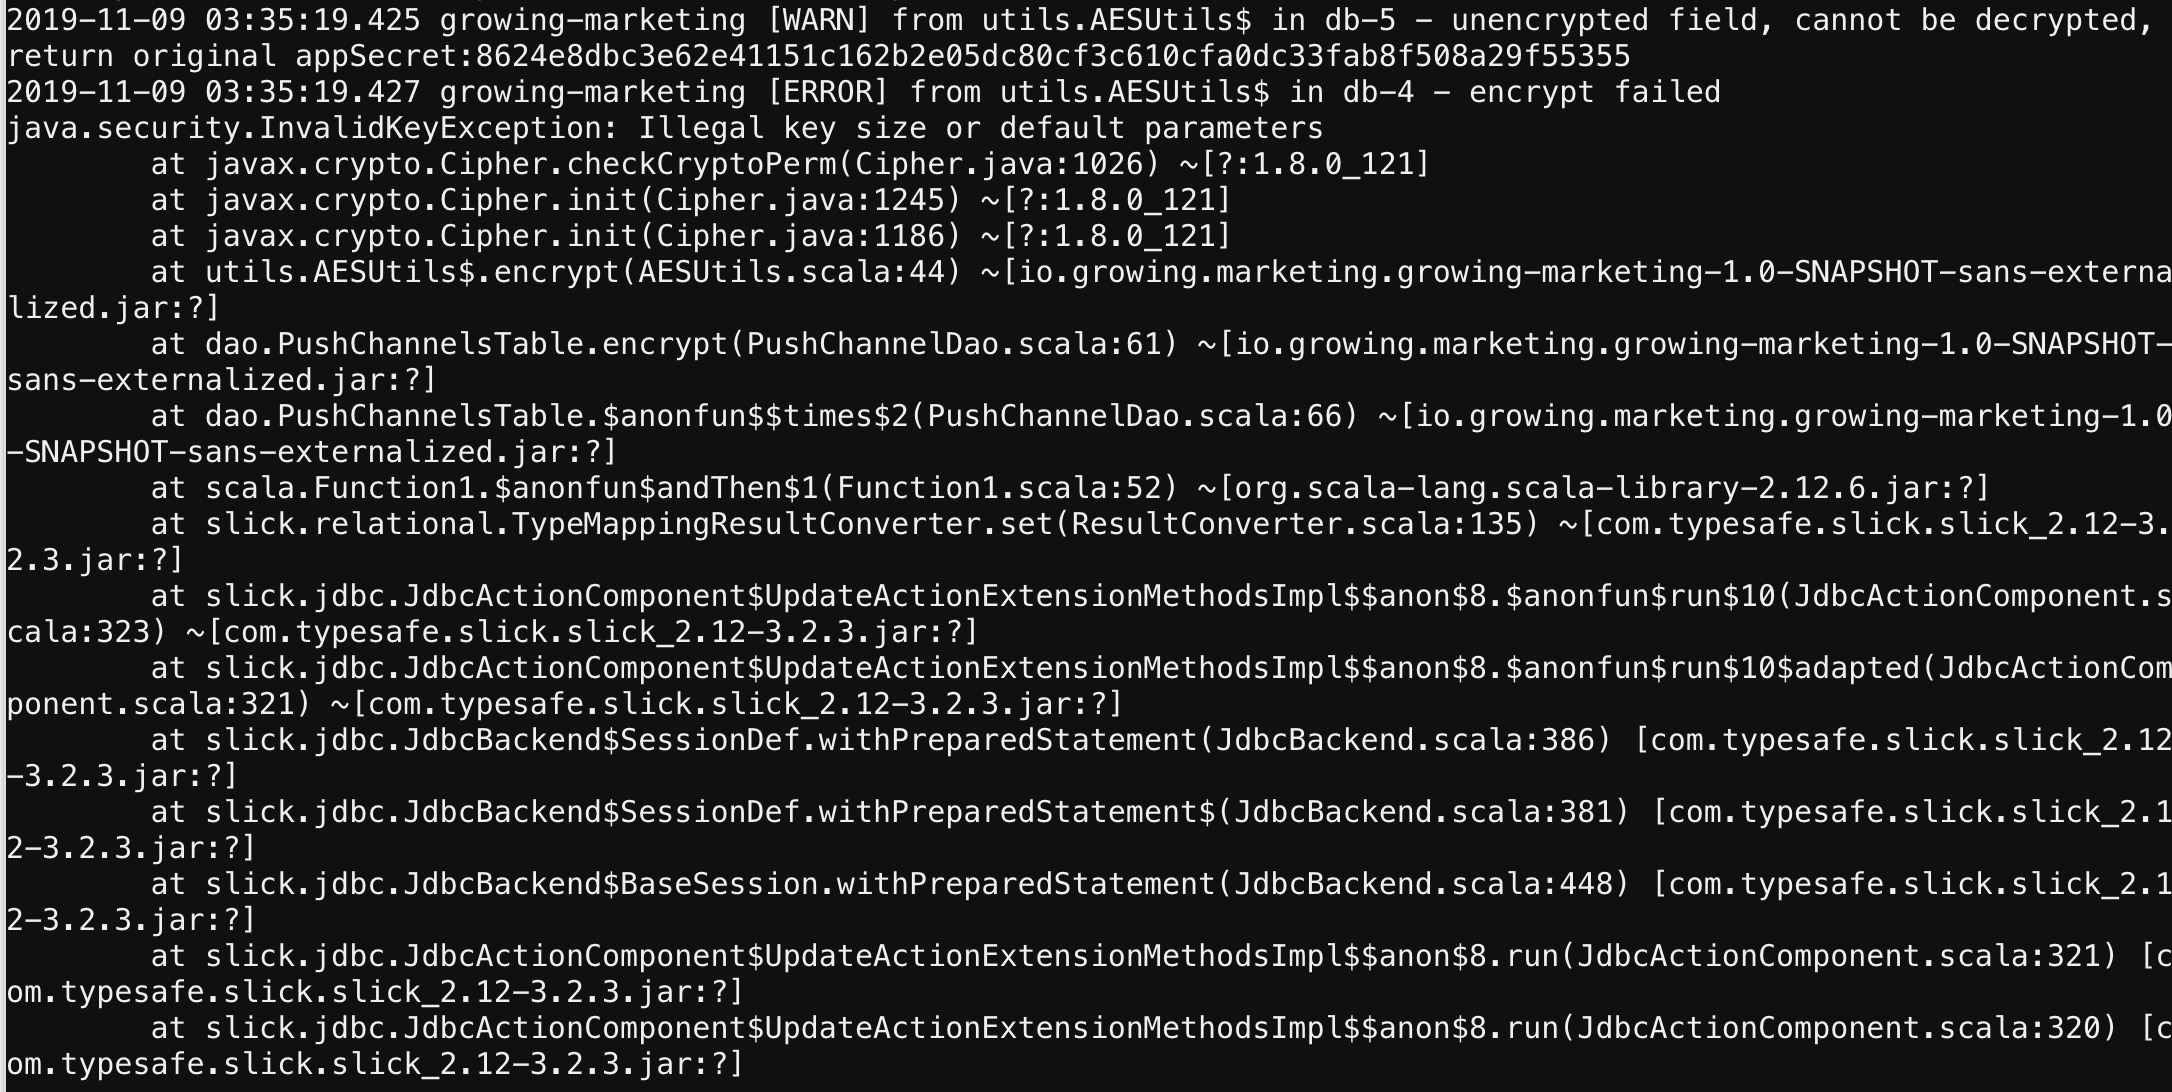 2019-11-09 03:35:19.425 growing-marketing [WARN] from utils.AESUtils$ in db-5 - unencrypted field, cannot be decrypted,
return original appSecret:8624e8dbc3e62e41151c162b2e05dc80cf3c610cfa0dc33fab8f508a29f55355
2019-11-09 03:35:19.427 growing-marketing [ERROR] from utils.AESUtils$ in db-4 - encrypt failed
java.security.InvalidKeyException: Illegal key size or default parameters
        at javax.crypto.Cipher.checkCryptoPerm(Cipher.java:1026) ~[?:1.8.0_121]
        at javax.crypto.Cipher.init(Cipher.java:1245) ~[?:1.8.0_121]
        at javax.crypto.Cipher.init(Cipher.java:1186) ~[?:1.8.0_121]
        at utils.AESUtils$.encrypt(AESUtils.scala:44) ~[io.growing.marketing.growing-marketing-1.0-SNAPSHOT-sans-externa
lized.jar:?]
        at dao.PushChannelsTable.encrypt(PushChannelDao.scala:61) ~[io.growing.marketing.growing-marketing-1.0-SNAPSHOT-
sans-externalized.jar:?]
        at dao.PushChannelsTable.$anonfun$$times$2(PushChannelDao.scala:66) ~[io.growing.marketing.growing-marketing-1.0
-SNAPSHOT-sans-externalized.jar:?]
        at scala.Function1.$anonfun$andThen$1(Function1.scala:52) ~[org.scala-lang.scala-library-2.12.6.jar:?]
        at slick.relational.TypeMappingResultConverter.set(ResultConverter.scala:135) ~[com.typesafe.slick.slick_2.12-3.
2.3.jar:?]
        at slick.jdbc.JdbcActionComponent$UpdateActionExtensionMethodsImpl$$anon$8.$anonfun$run$10(JdbcActionComponent.s
cala:323) ~[com.typesafe.slick.slick_2.12-3.2.3.jar:?]
        at slick.jdbc.JdbcActionComponent$UpdateActionExtensionMethodsImpl$$anon$8.$anonfun$run$10$adapted(JdbcActionCom
ponent.scala:321) ~[com.typesafe.slick.slick_2.12-3.2.3.jar:?]
        at slick.jdbc.JdbcBackend$SessionDef.withPreparedStatement(JdbcBackend.scala:386) [com.typesafe.slick.slick_2.12
-3.2.3.jar:?]
        at slick.jdbc.JdbcBackend$SessionDef.withPreparedStatement$(JdbcBackend.scala:381) [com.typesafe.slick.slick_2.1
2-3.2.3.jar:?]
        at slick.jdbc.JdbcBackend$BaseSession.withPreparedStatement(JdbcBackend.scala:448) [com.typesafe.slick.slick_2.1
2-3.2.3.jar:?]
        at slick.jdbc.JdbcActionComponent$UpdateActionExtensionMethodsImpl$$anon$8.run(JdbcActionComponent.scala:321) [c
om.typesafe.slick.slick_2.12-3.2.3.jar:?]
        at slick.jdbc.JdbcActionComponent$UpdateActionExtensionMethodsImpl$$anon$8.run(JdbcActionComponent.scala:320) [c
om.typesafe.slick.slick_2.12-3.2.3.jar:?]